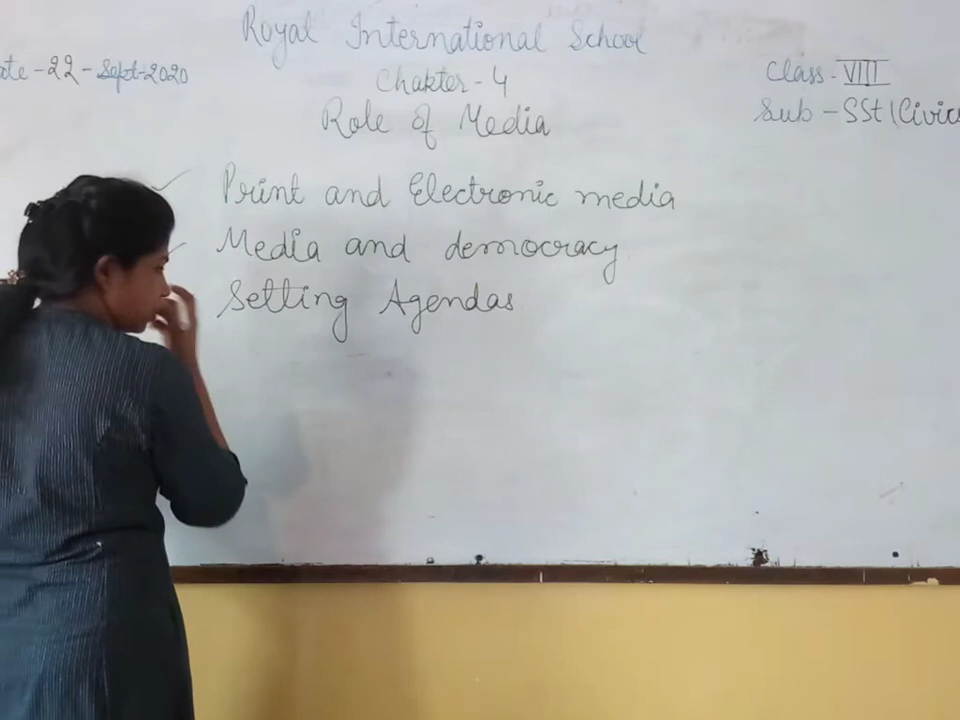 Royal International School
ate - 22 - Sept-2020
Chakter - 4
Class - VIII
Role of Media
Sub - SSt (Civics
Print and Electronic media
Media and democracy
Setting Agendas